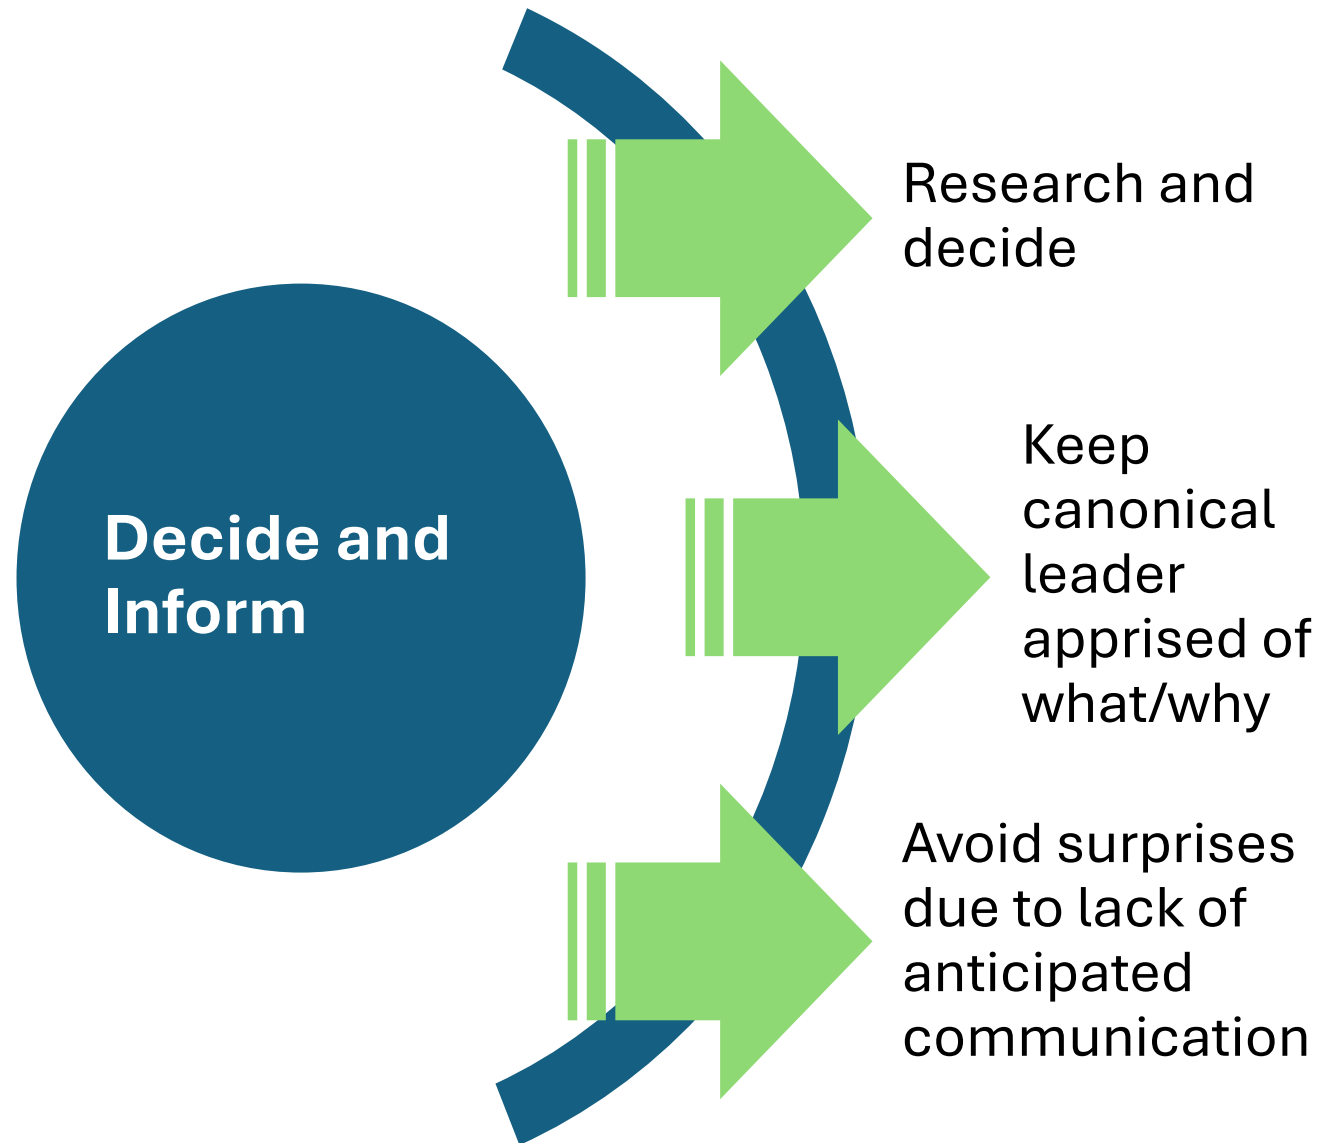 Decide and
Inform
Research and
decide
Keep
canonical
leader
apprised of
what/why
Avoid surprises
due to lack of
anticipated
communication